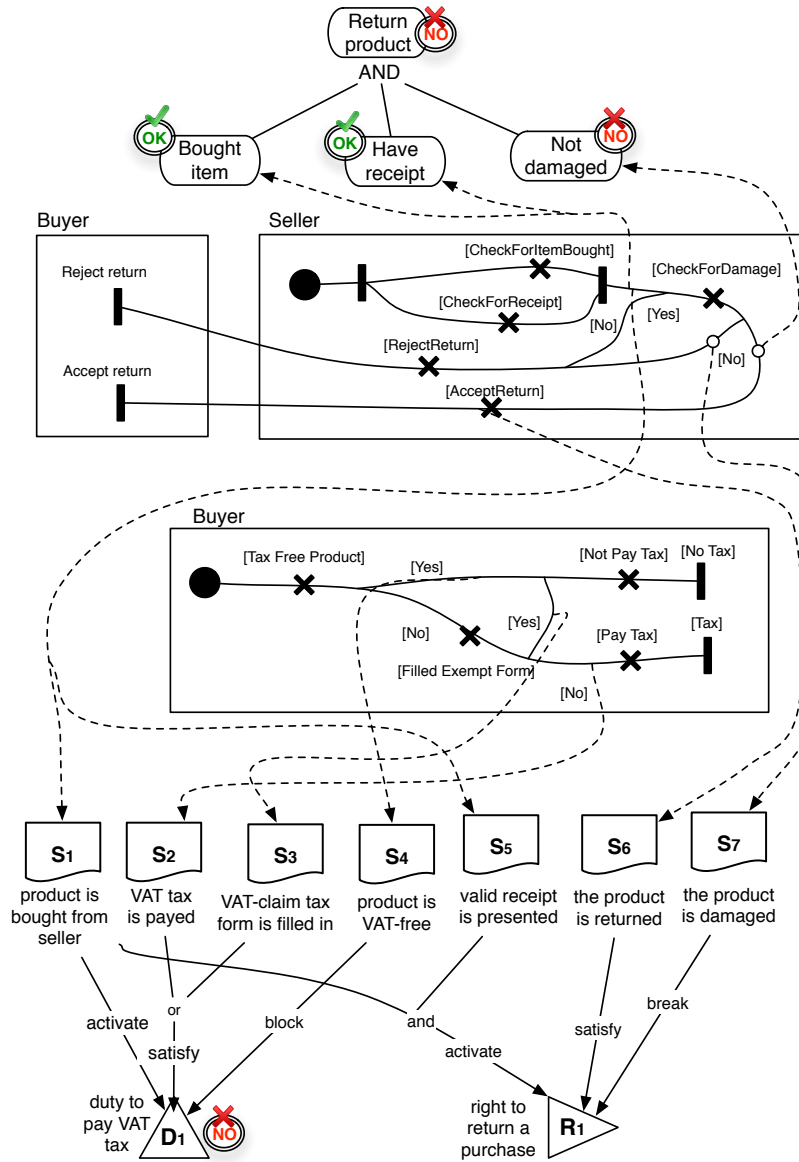 Return
product
NO
AND
OK
Bought
item
OK
Have
receipt
NO
Not
damaged
Buyer
Seller
Reject return
Accept return
[CheckForItemBought]
[CheckForDamage]
[CheckForReceipt]
[No]
[Yes]
[RejectReturn]
[No]
[AcceptReturn]
Buyer
[Tax Free Product]
[Yes]
[Not Pay Tax]
[No Tax]
[No]
[Yes]
[Pay Tax]
[Tax]
[Filled Exempt Form]
[No]
S1
S2
S3
S4
S5
S6
S7
product is
bought from
seller
VAT tax
is payed
VAT-claim tax
form is filled in
product is
VAT-free
valid receipt
is presented
the product
is returned
the product
is damaged
activate
or
satisfy
block
and
activate
satisfy
break
duty to
pay VAT
tax
D1
NO
right to
return a
purchase
R1